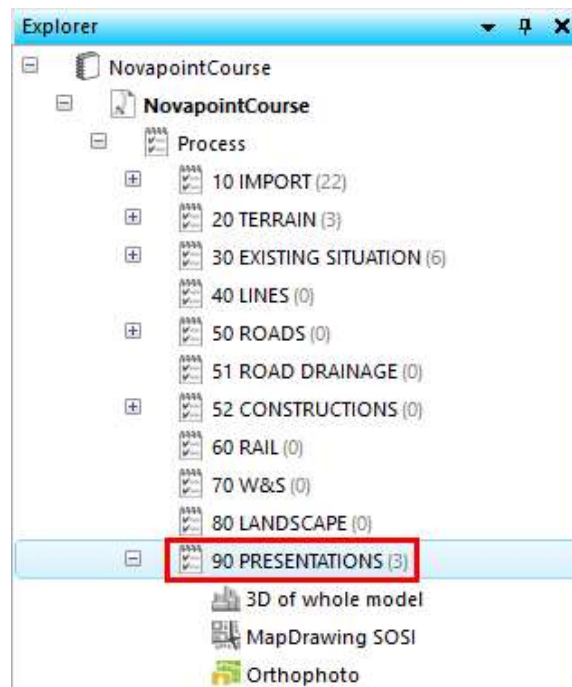 Explorer
NovapointCourse
NovapointCourse
Process
10 IMPORT (22)
20 TERRAIN (3)
30 EXISTING SITUATION (6)
40 LINES (0)
50 ROADS (0)
51 ROAD DRAINAGE (0)
52 CONSTRUCTIONS (0)
60 RAIL (0)
70 W&S (0)
80 LANDSCAPE (0)
90 PRESENTATIONS (3)
3D of whole model
MapDrawing SOSI
Orthophoto